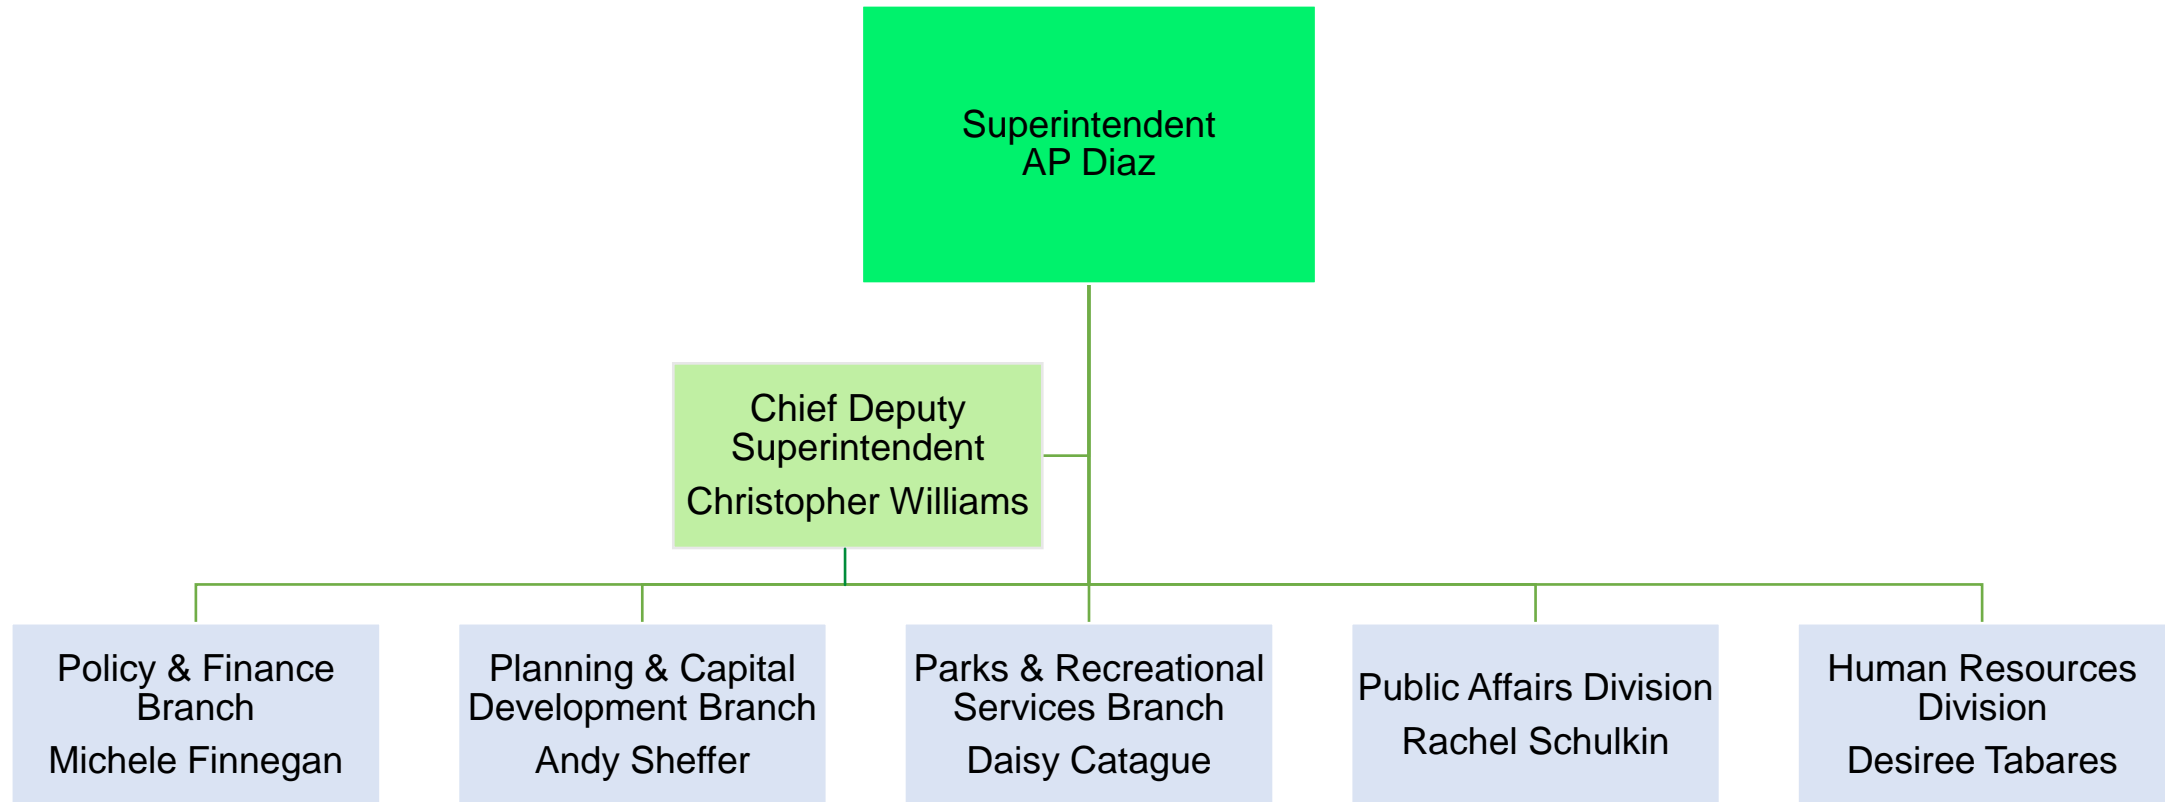 Superintendent
AP Diaz
Chief Deputy
Superintendent
Christopher Williams
Policy & Finance
Branch
Michele Finnegan
Planning & Capital
Development Branch
Andy Sheffer
Parks & Recreational
Services Branch
Daisy Catague
Public Affairs Division
Rachel Schulkin
Human Resources
Division
Desiree Tabares